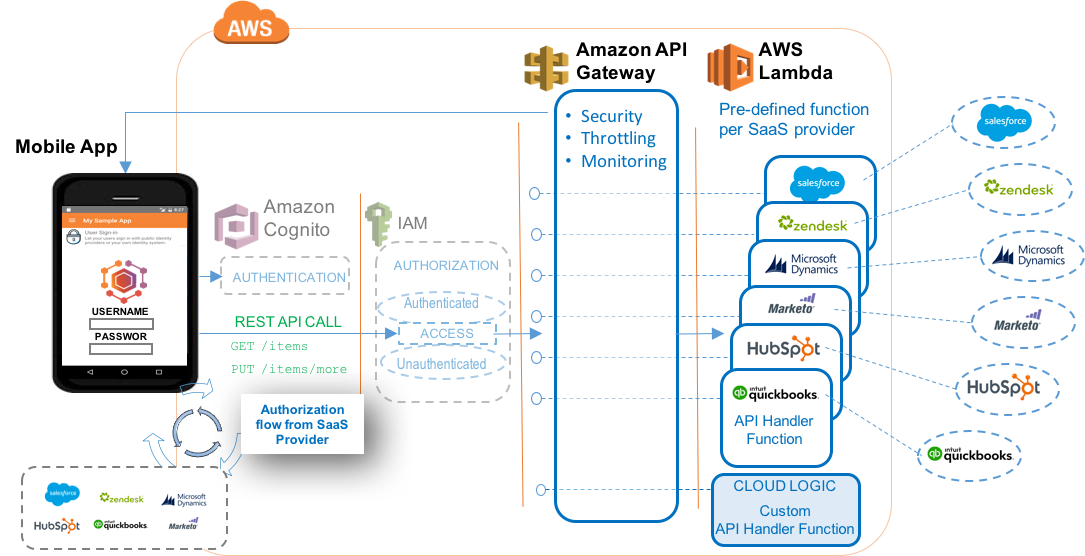 AWS
Amazon API
Gateway
AWS
Lambda
Security
Throttling
Monitoring
Pre-defined function
per SaaS provider
Mobile App
My Sample App
User Sign-in
Let your users sign in with public identity
providers or your own identity system.
USERNAME
PASSWOR
Amazon
Cognito
AUTHENTICATION
REST API CALL
GET /items
PUT /items/more
IAM
AUTHORIZATION
Authenticated
ACCESS
Unauthenticated
Authorization
flow from SaaS
Provider
salesforce
zendesk
Microsoft
Dynamics
HubSpot
intuit
quickbooks.
Marketo
salesforce
zendesk
Microsoft
Dynamics
Marketo
HubSpot
intuit
quickbooks.
API Handler
Function
CLOUD LOGIC
Custom
API Handler Function
salesforce
zendesk
Microsoft
Dynamics
Marketo
HubSpot
intuit
quickbooks.